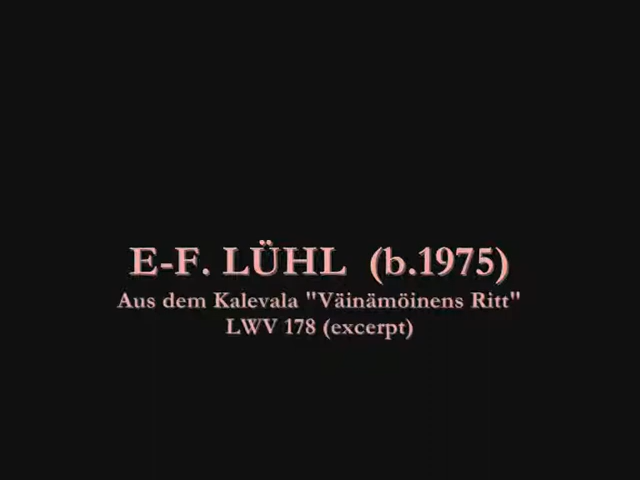 E-F. LÜHL (b.1975)
Aus dem Kalevala "Väinämöinens Ritt"
LWV 178 (excerpt)